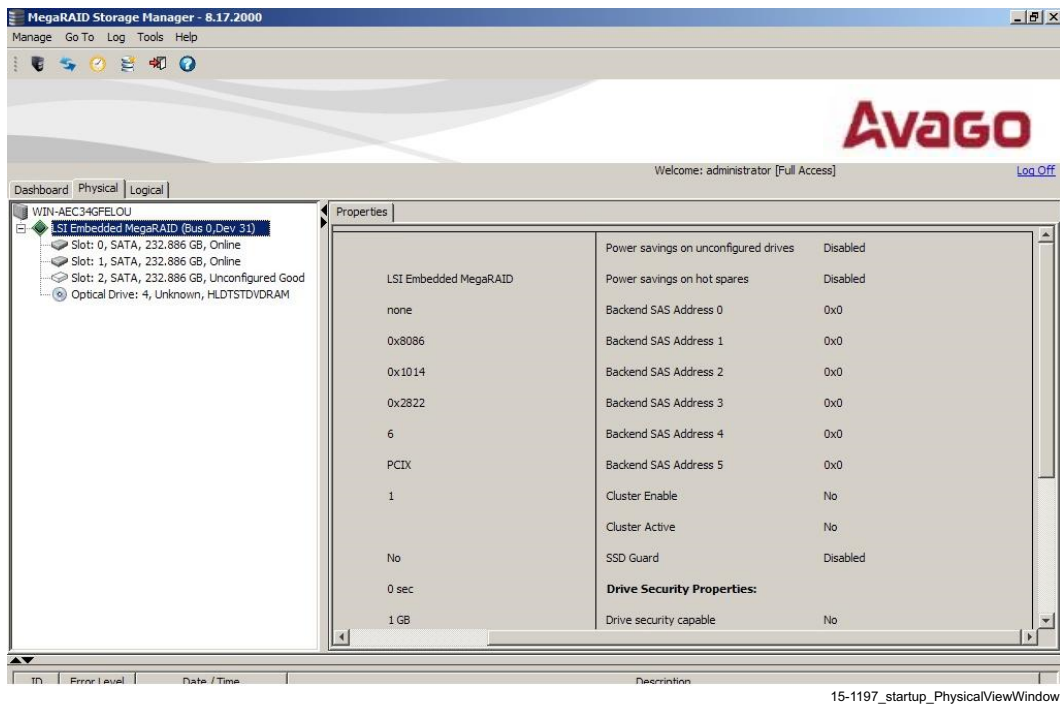 MegaRAID Storage Manager - 8.17.2000
Manage Go To Log Tools Help
Avago
Welcome: administrator [Full Access] Log Off
Dashboard Physical Logical
WIN-AEC34GFELOU
LSI Embedded MegaRAID (Bus 0,Dev 31)
Slot: 0, SATA, 232.886 GB, Online
Slot: 1, SATA, 232.886 GB, Online
Slot: 2, SATA, 232.886 GB, Unconfigured Good
Optical Drive: 4, Unknown, HLDTSTDVDRAM
Properties
Power savings on unconfigured drives Disabled
LSI Embedded MegaRAID Power savings on hot spares Disabled
none Backend SAS Address 0 0x0
0x8086 Backend SAS Address 1 0x0
0x1014 Backend SAS Address 2 0x0
0x2822 Backend SAS Address 3 0x0
6 Backend SAS Address 4 0x0
PCIX Backend SAS Address 5 0x0
1 Cluster Enable No
Cluster Active No
No SSD Guard Disabled
0 sec Drive Security Properties:
1 GB Drive security capable No
ID Error Level Date / Time Description
15-1197_startup_PhysicalViewWindow